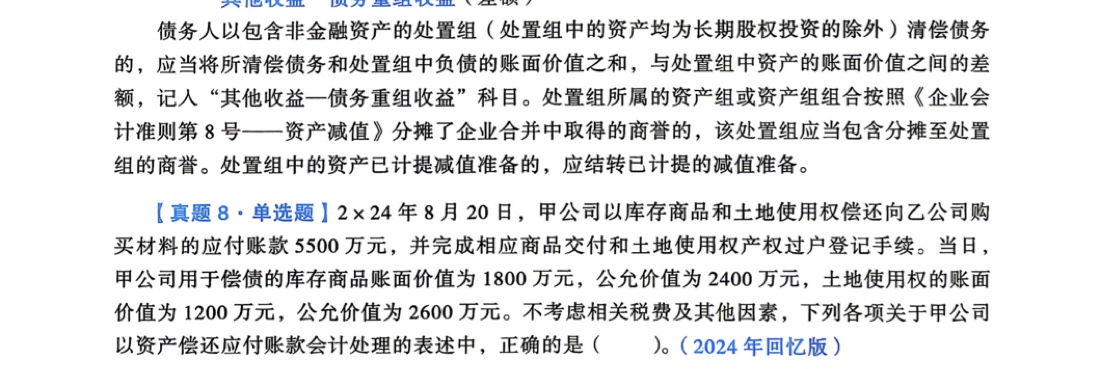 其他收益—债务重组收益（差额）
债务人以包含非金融资产的处置组（处置组中的资产均为长期股权投资的除外）清偿债务
的，应当将所清偿债务和处置组中负债的账面价值之和，与处置组中资产的账面价值之间的差
额，记入“其他收益—债务重组收益”科目。处置组所属的资产组或资产组组合按照《企业会
计准则第 8 号——资产减值》分摊了企业合并中取得的商誉的，该处置组应当包含分摊至处置
组的商誉。处置组中的资产已计提减值准备的，应结转已计提的减值准备。
【真题 8 · 单选题】2×24 年 8 月 20 日，甲公司以库存商品和土地使用权偿还向乙公司购
买材料的应付账款 5500 万元，并完成相应商品交付和土地使用权产权过户登记手续。当日，
甲公司用于偿债的库存商品账面价值为 1800 万元，公允价值为 2400 万元，土地使用权的账面
价值为 1200 万元，公允价值为 2600 万元。不考虑相关税费及其他因素，下列各项关于甲公司
以资产偿还应付账款会计处理的表述中，正确的是（　　）。（2024 年回忆版）